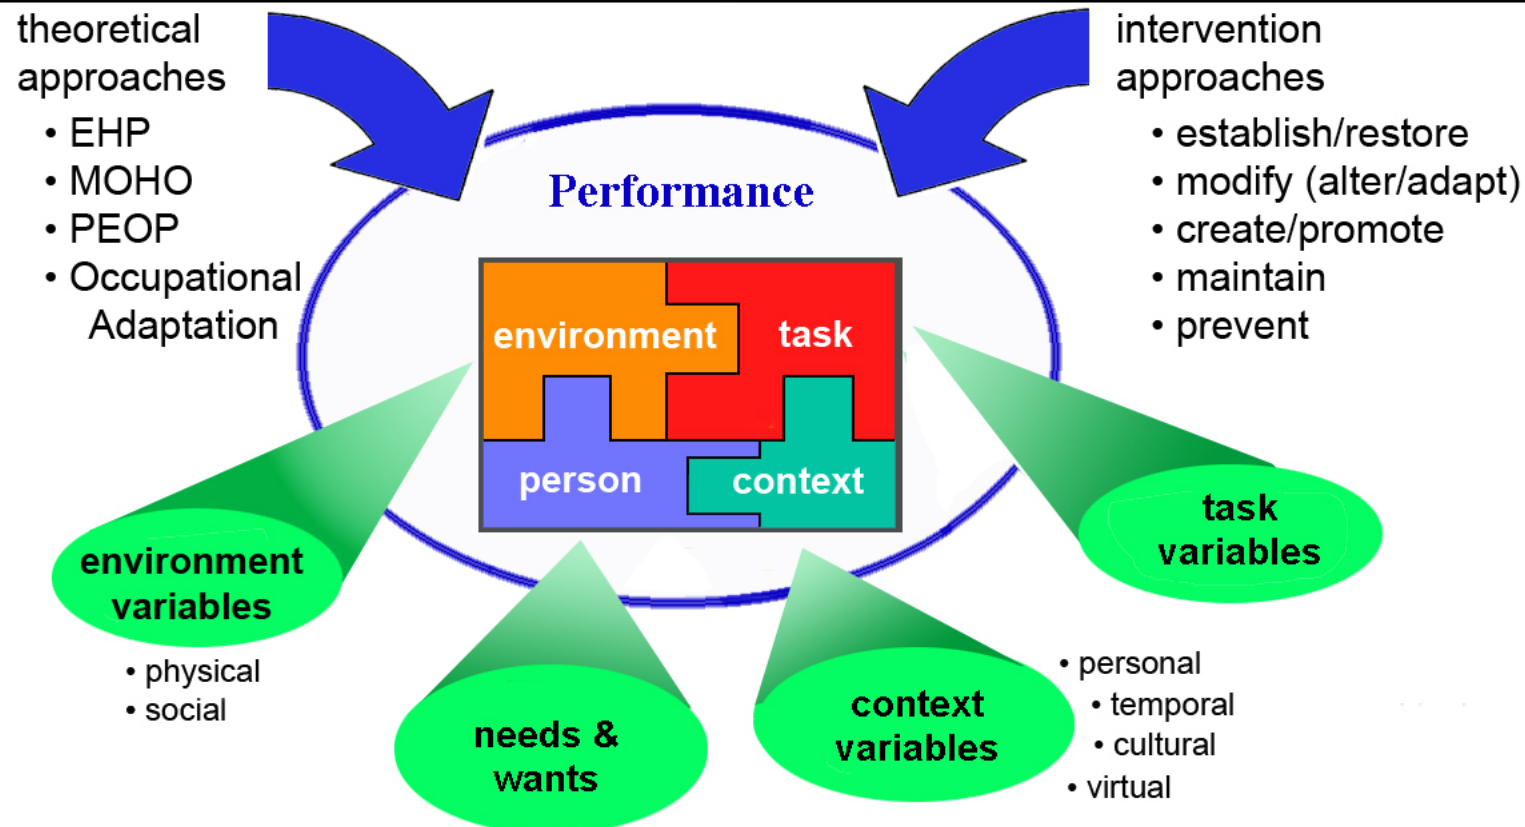 theoretical
approaches
• EHP
• MOHO
• PEOP
• Occupational
Adaptation
intervention
approaches
• establish/restore
• modify (alter/adapt)
• create/promote
• maintain
• prevent
Performance
environment
task
person
context
environment
variables
• physical
• social
needs &
wants
context
variables
• personal
• temporal
• cultural
• virtual
task
variables